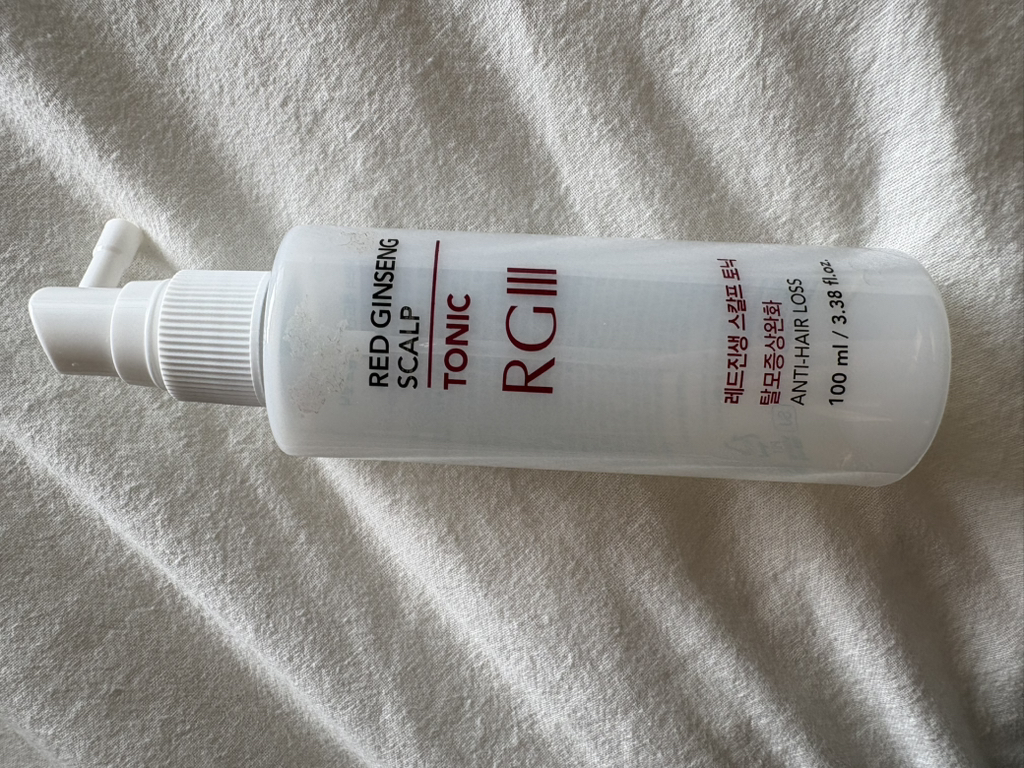 RED GINSENG
SCALP
TONIC
RGIII
레드진생 스칼프 토닉
탈모증상완화
ANTI-HAIR LOSS
100 ml / 3.38 fl.oz.